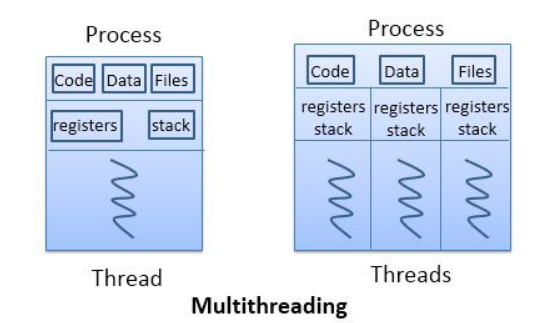 Process
Code Data Files
registers stack
Thread
Process
Code Data Files
registers registers registers
stack stack stack
Threads
Multithreading